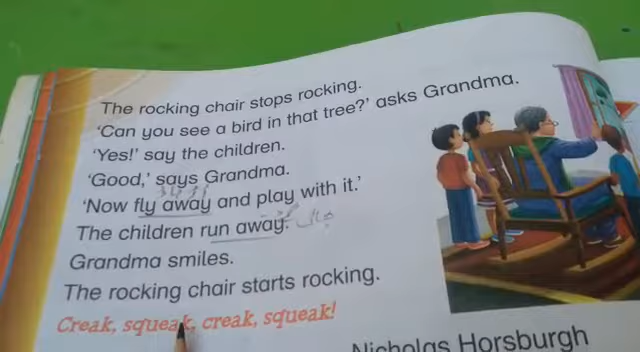 The rocking chair stops rocking.
'Can you see a bird in that tree?' asks Grandma.
'Yes!' say the children.
'Good,' says Grandma.
'Now fly away and play with it.'
The children run away.
Grandma smiles.
The rocking chair starts rocking.
Creak, squeak, creak, squeak!
Nicholas Horsburgh